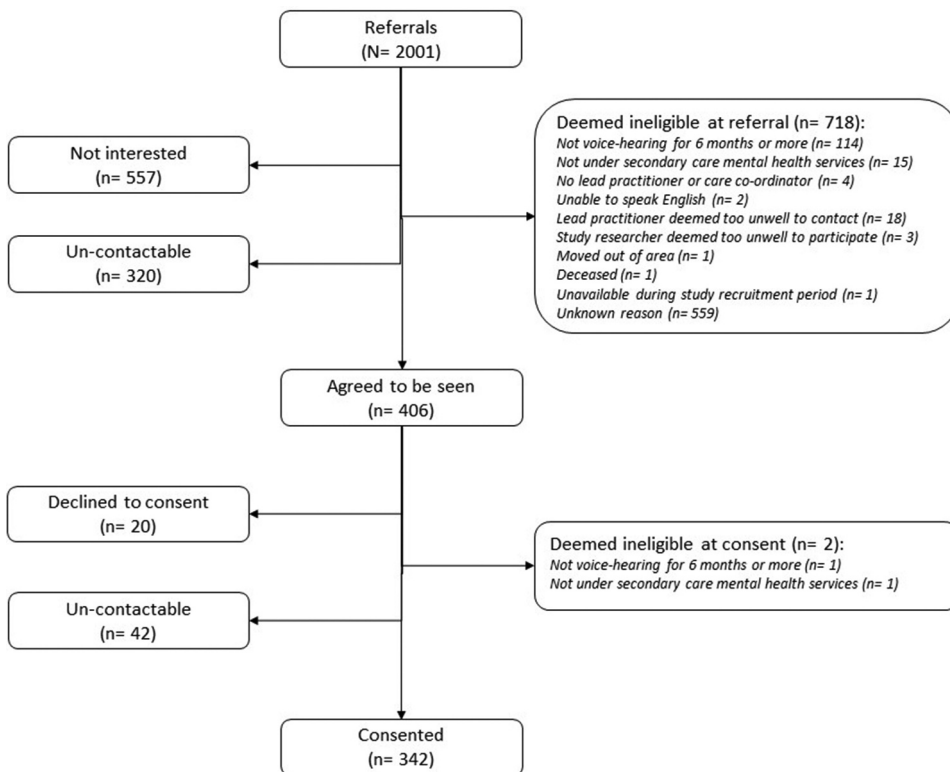 Referrals
(N= 2001)
Not interested
(n= 557)
Un-contactable
(n= 320)
Deemed ineligible at referral (n= 718):
Not voice-hearing for 6 months or more (n= 114)
Not under secondary care mental health services (n= 15)
No lead practitioner or care co-ordinator (n= 4)
Unable to speak English (n= 2)
Lead practitioner deemed too unwell to contact (n= 18)
Study researcher deemed too unwell to participate (n= 3)
Moved out of area (n= 1)
Deceased (n= 1)
Unavailable during study recruitment period (n= 1)
Unknown reason (n= 559)
Agreed to be seen
(n= 406)
Declined to consent
(n= 20)
Un-contactable
(n= 42)
Deemed ineligible at consent (n= 2):
Not voice-hearing for 6 months or more (n= 1)
Not under secondary care mental health services (n= 1)
Consented
(n= 342)